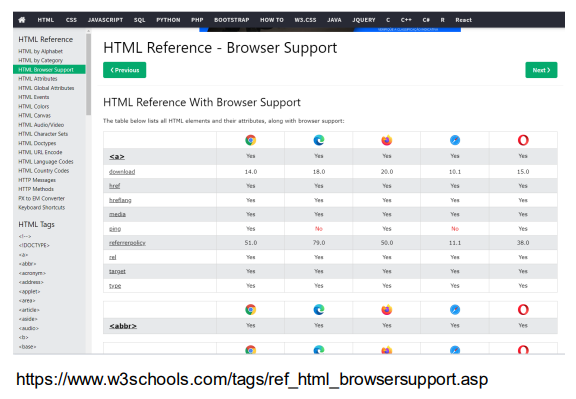 HTML CSS JAVASCRIPT SQL PYTHON PHP BOOTSTRAP HOW TO W3.CSS JAVA JQUERY C C++ C# R React
HTML Reference
HTML by Alphabet
HTML by Category
HTML Browser Support
HTML Attributes
HTML Global Attributes
HTML Events
HTML Colors
HTML Canvas
HTML Audio/Video
HTML Character Sets
HTML Doctypes
HTML URL Encode
HTML Language Codes
HTML Country Codes
HTTP Messages
HTTP Methods
PX to EM Converter
Keyboard Shortcuts
HTML Tags
<!-->
<!DOCTYPE>
<a>
<abbr>
<acronym>
<address>
<applet>
<area>
<article>
<aside>
<audio>
<b>
<base>
HTML Reference - Browser Support
❮ Previous
Next ❯
HTML Reference With Browser Support
The table below lists all HTML elements and their attributes, along with browser support:
<a> Yes Yes Yes Yes Yes
download 14.0 18.0 20.0 10.1 15.0
href Yes Yes Yes Yes Yes
hreflang Yes Yes Yes Yes Yes
media Yes Yes Yes Yes Yes
ping Yes No Yes No Yes
referrerpolicy 51.0 79.0 50.0 11.1 38.0
rel Yes Yes Yes Yes Yes
target Yes Yes Yes Yes Yes
type Yes Yes Yes Yes Yes
<abbr> Yes Yes Yes Yes Yes
https://www.w3schools.com/tags/ref_html_browsersupport.asp